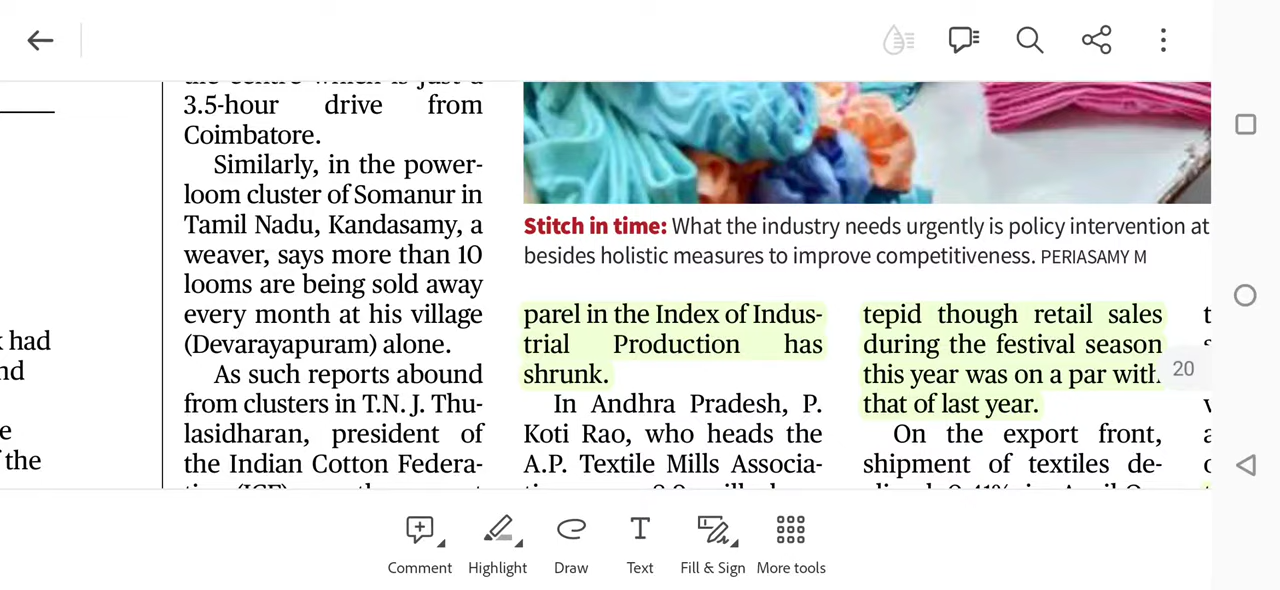 3.5-hour drive from
Coimbatore.
Similarly, in the power-
loom cluster of Somanur in
Tamil Nadu, Kandasamy, a
weaver, says more than 10
looms are being sold away
every month at his village
(Devarayapuram) alone.
As such reports abound
from clusters in T.N. J. Thu-
lasidharan, president of
the Indian Cotton Federa-
had
nd
e
the
Stitch in time: What the industry needs urgently is policy intervention at
besides holistic measures to improve competitiveness. PERIASAMY M
parel in the Index of Indus-
trial Production has
shrunk.
In Andhra Pradesh, P.
Koti Rao, who heads the
A.P. Textile Mills Associa-
tepid though retail sales
during the festival season
this year was on a par with
that of last year.
On the export front,
shipment of textiles de-
20
Comment Highlight Draw Text Fill & Sign More tools